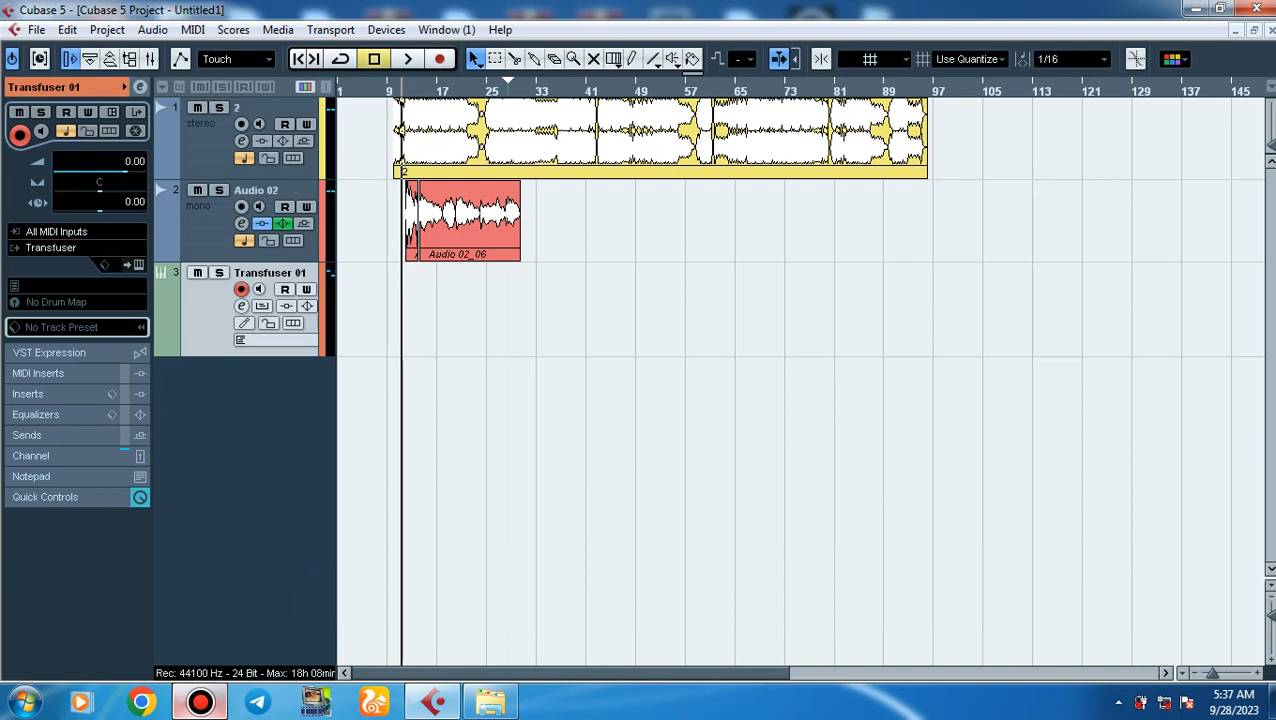 Cubase 5 - [Cubase 5 Project - Untitled1]
File Edit Project Audio MIDI Scores Media Transport Devices Window (1) Help
Touch Use Quantize 1/16
Transfuser 01
1 17 25 33 41 49 57 65 73 81 89 97 105 113 121 129 137 145
1 M S 2
stereo R W
M S R W
0.00
C
0.00
2
2 M S Audio 02
mono R W
All MIDI Inputs
Transfuser
Audio 02_06
3 M S Transfuser 01
R W
No Drum Map
No Track Preset
VST Expression
MIDI Inserts
Inserts
Equalizers
Sends
Channel
Notepad
Quick Controls
Rec: 44100 Hz - 24 Bit - Max: 18h 08min
5:37 AM
9/28/2023